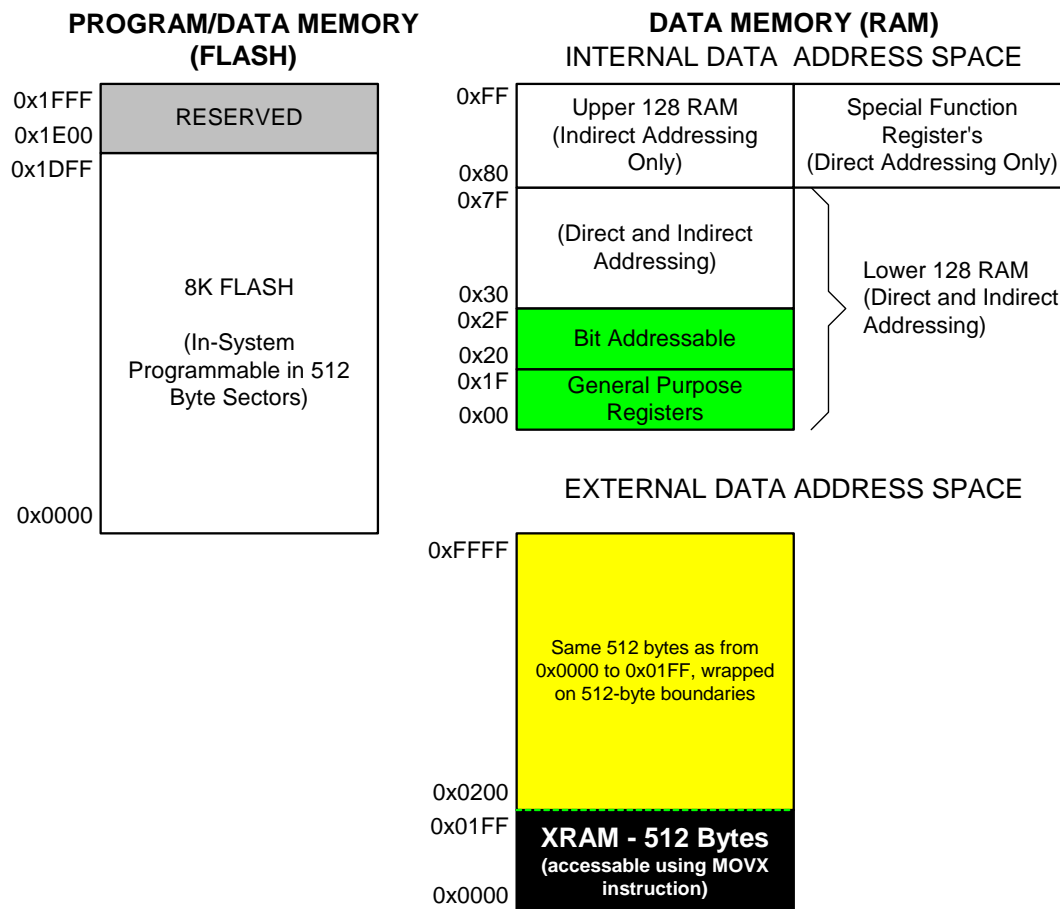 PROGRAM/DATA MEMORY
(FLASH)
0x1FFF
RESERVED
0x1E00
0x1DFF
8K FLASH
(In-System
Programmable in 512
Byte Sectors)
0x0000
DATA MEMORY (RAM)
INTERNAL DATA ADDRESS SPACE
0xFF
Upper 128 RAM
(Indirect Addressing
Only)
0x80
Special Function
Register's
(Direct Addressing Only)
0x7F
(Direct and Indirect
Addressing)
0x30
Lower 128 RAM
(Direct and Indirect
Addressing)
0x2F
Bit Addressable
0x20
0x1F
General Purpose
Registers
0x00
EXTERNAL DATA ADDRESS SPACE
0xFFFF
Same 512 bytes as from
0x0000 to 0x01FF, wrapped
on 512-byte boundaries
0x0200
0x01FF
XRAM - 512 Bytes
(accessable using MOVX
instruction)
0x0000